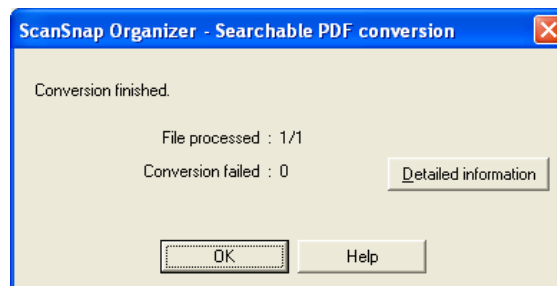 ScanSnap Organizer - Searchable PDF conversion
Conversion finished.
File processed : 1/1
Conversion failed : 0
Detailed information
OK
Help